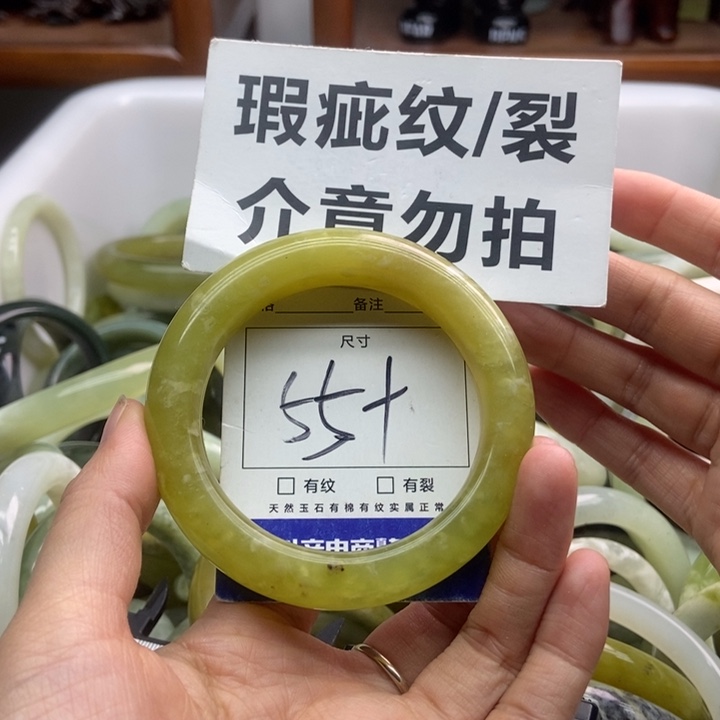 瑕疵纹/裂
介意勿拍
备注
尺寸
55+
有纹 有裂
天然玉石有棉有纹实属正常